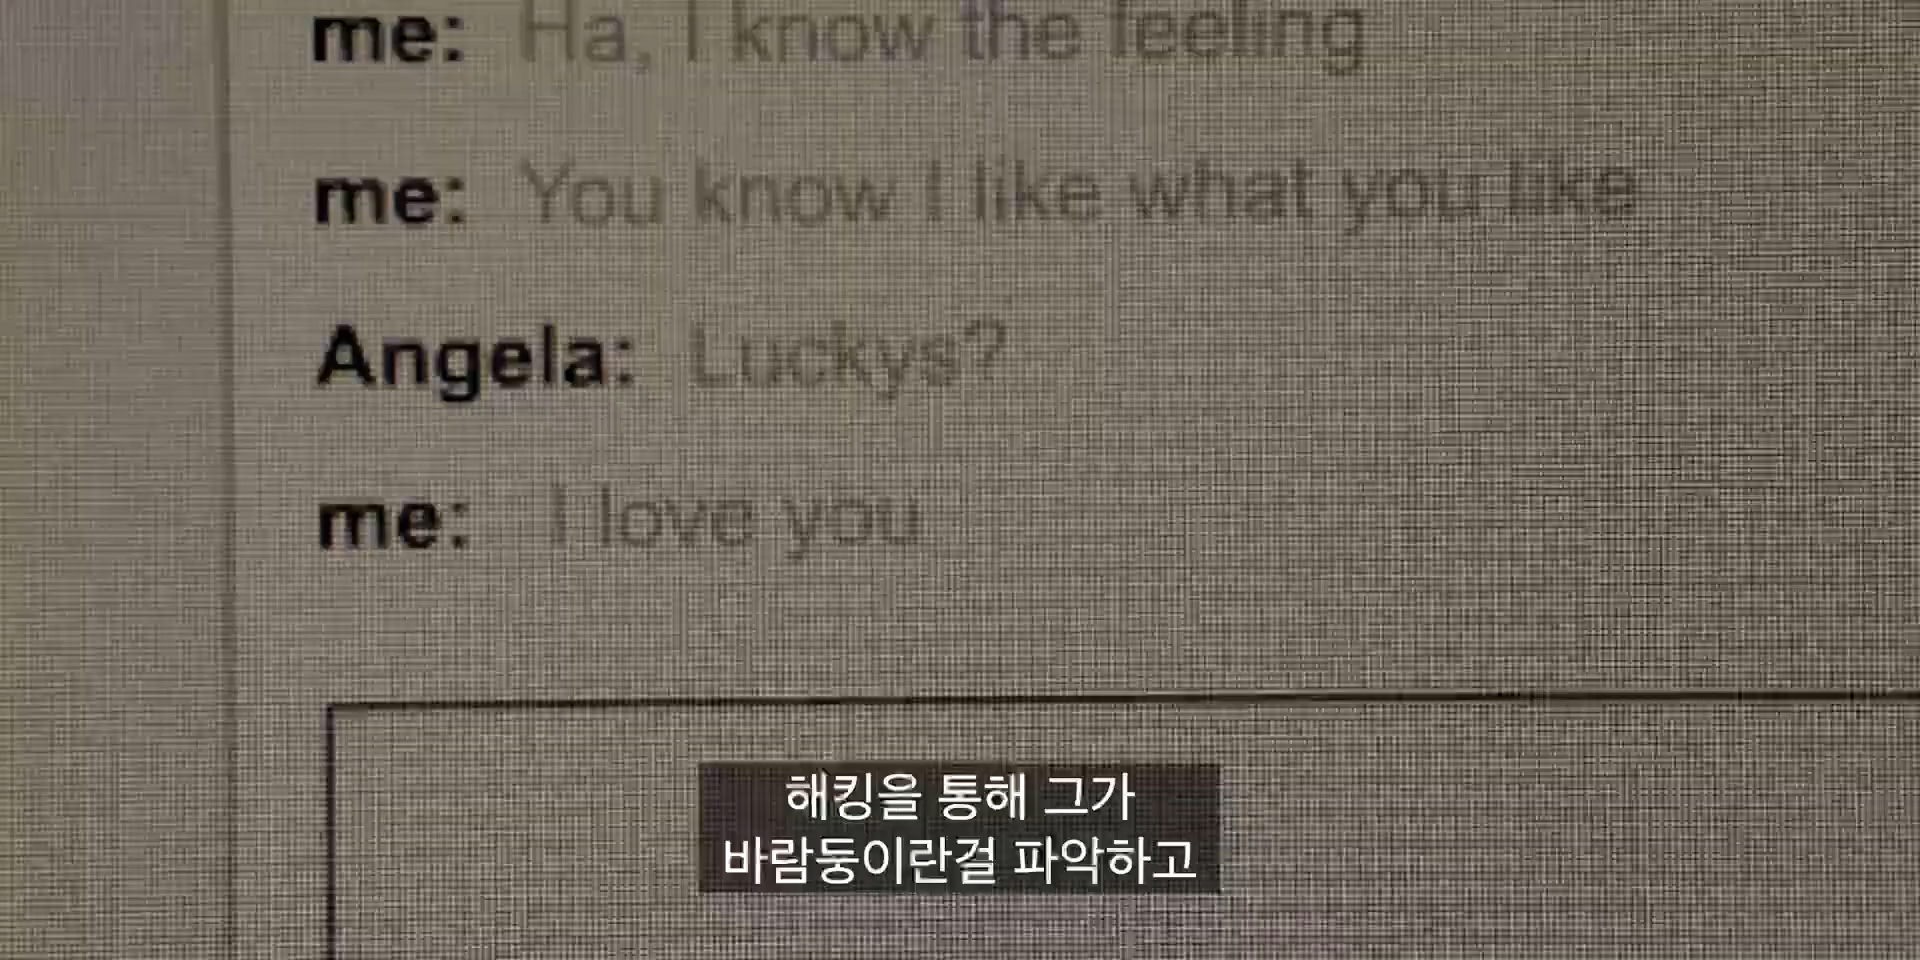 me: Ha, I know the feeling
me: You know I like what you like
Angela: Luckys?
me: I love you
해킹을 통해 그가
바람둥이란걸 파악하고